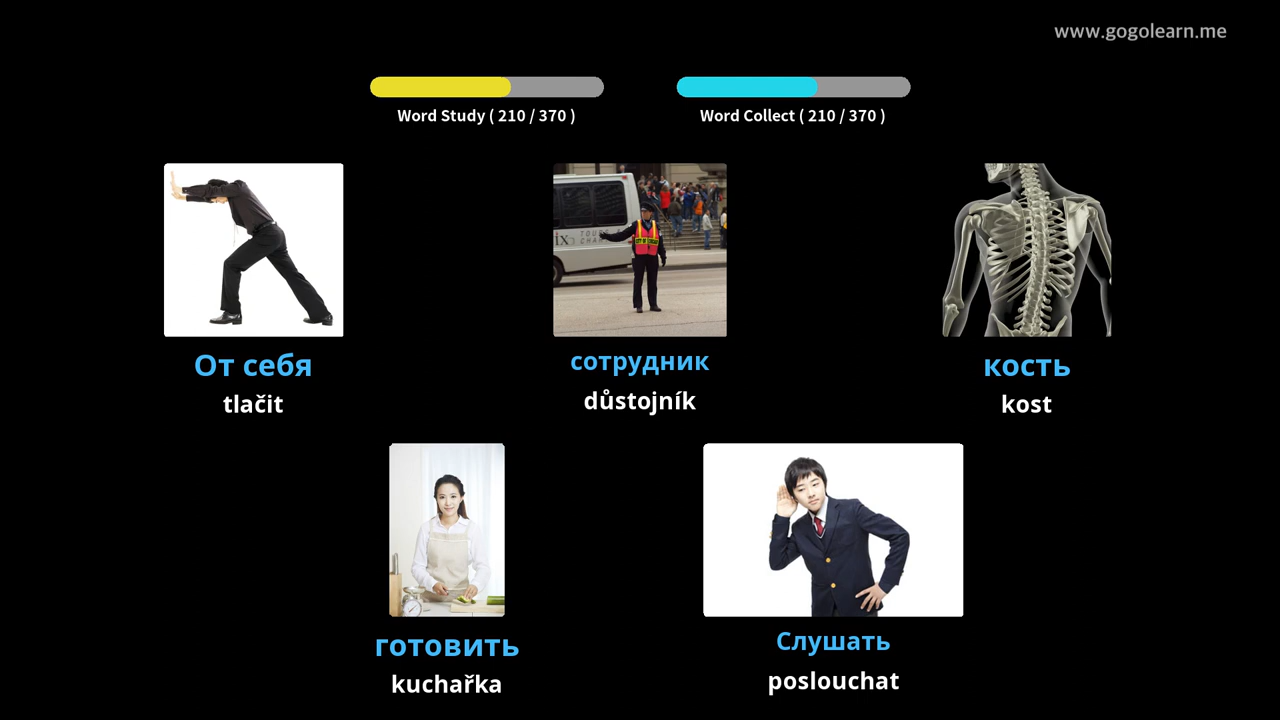 www.gogolearn.me
Word Study ( 210 / 370 )
Word Collect ( 210 / 370 )
От себя
tlačit
сотрудник
důstojník
кость
kost
готовить
kuchařka
Слушать
poslouchat